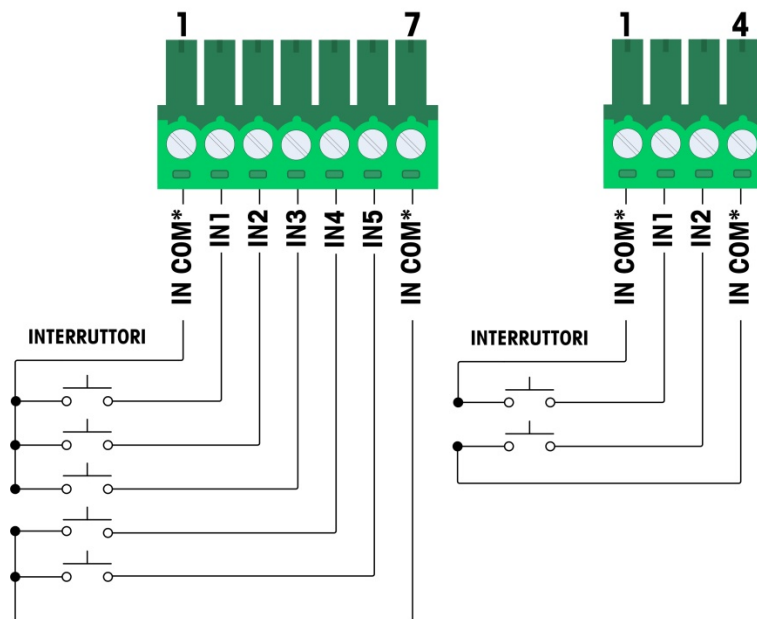 1 7
IN COM* IN1 IN2 IN3 IN4 IN5 IN COM*
INTERRUTTORI
1 4
IN COM* IN1 IN2 IN COM*
INTERRUTTORI